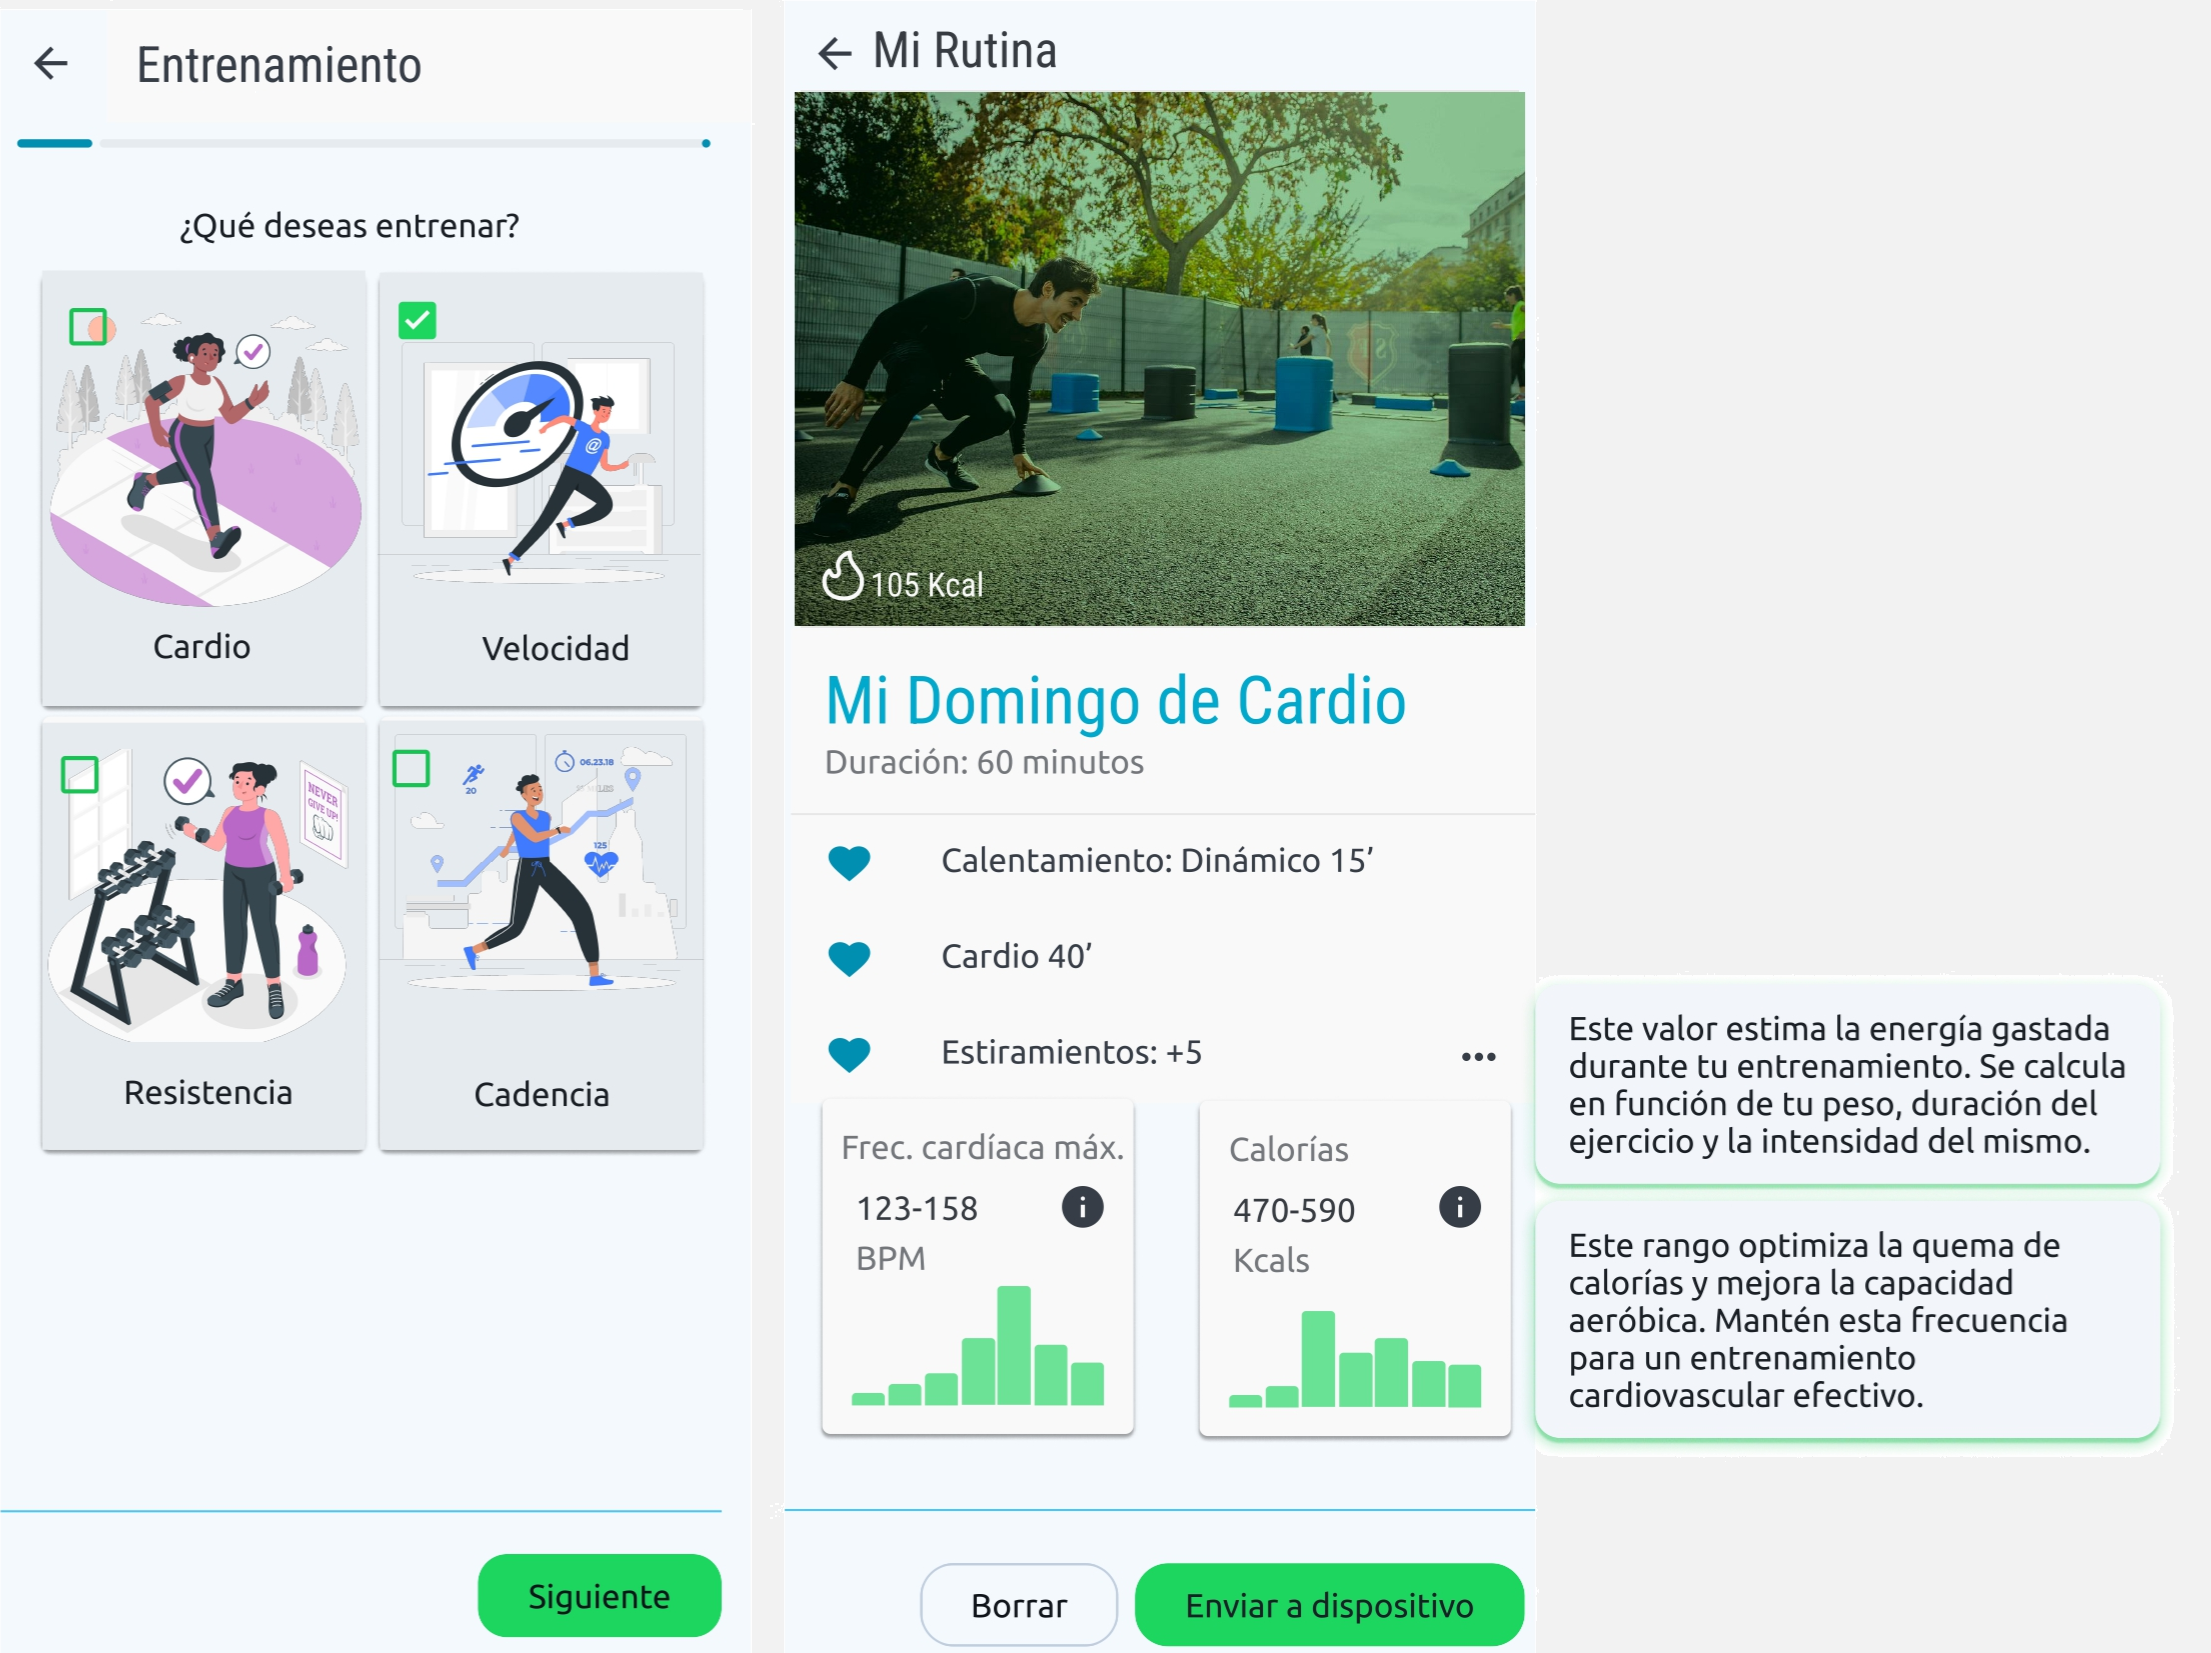 Entrenamiento
¿Qué deseas entrenar?
@
Cardio
Velocidad
NEVER
GIVE UP!
Resistencia
20
06.23.18
125
Cadencia
Siguiente
Mi Rutina
105 Kcal
Mi Domingo de Cardio
Duración: 60 minutos
Calentamiento: Dinámico 15’
Cardio 40’
Estiramientos: +5
Frec. cardíaca máx.
123-158
BPM
Calorías
470-590
Kcals
Borrar
Enviar a dispositivo
Este valor estima la energía gastada
durante tu entrenamiento. Se calcula
en función de tu peso, duración del
ejercicio y la intensidad del mismo.
Este rango optimiza la quema de
calorías y mejora la capacidad
aeróbica. Mantén esta frecuencia
para un entrenamiento
cardiovascular efectivo.